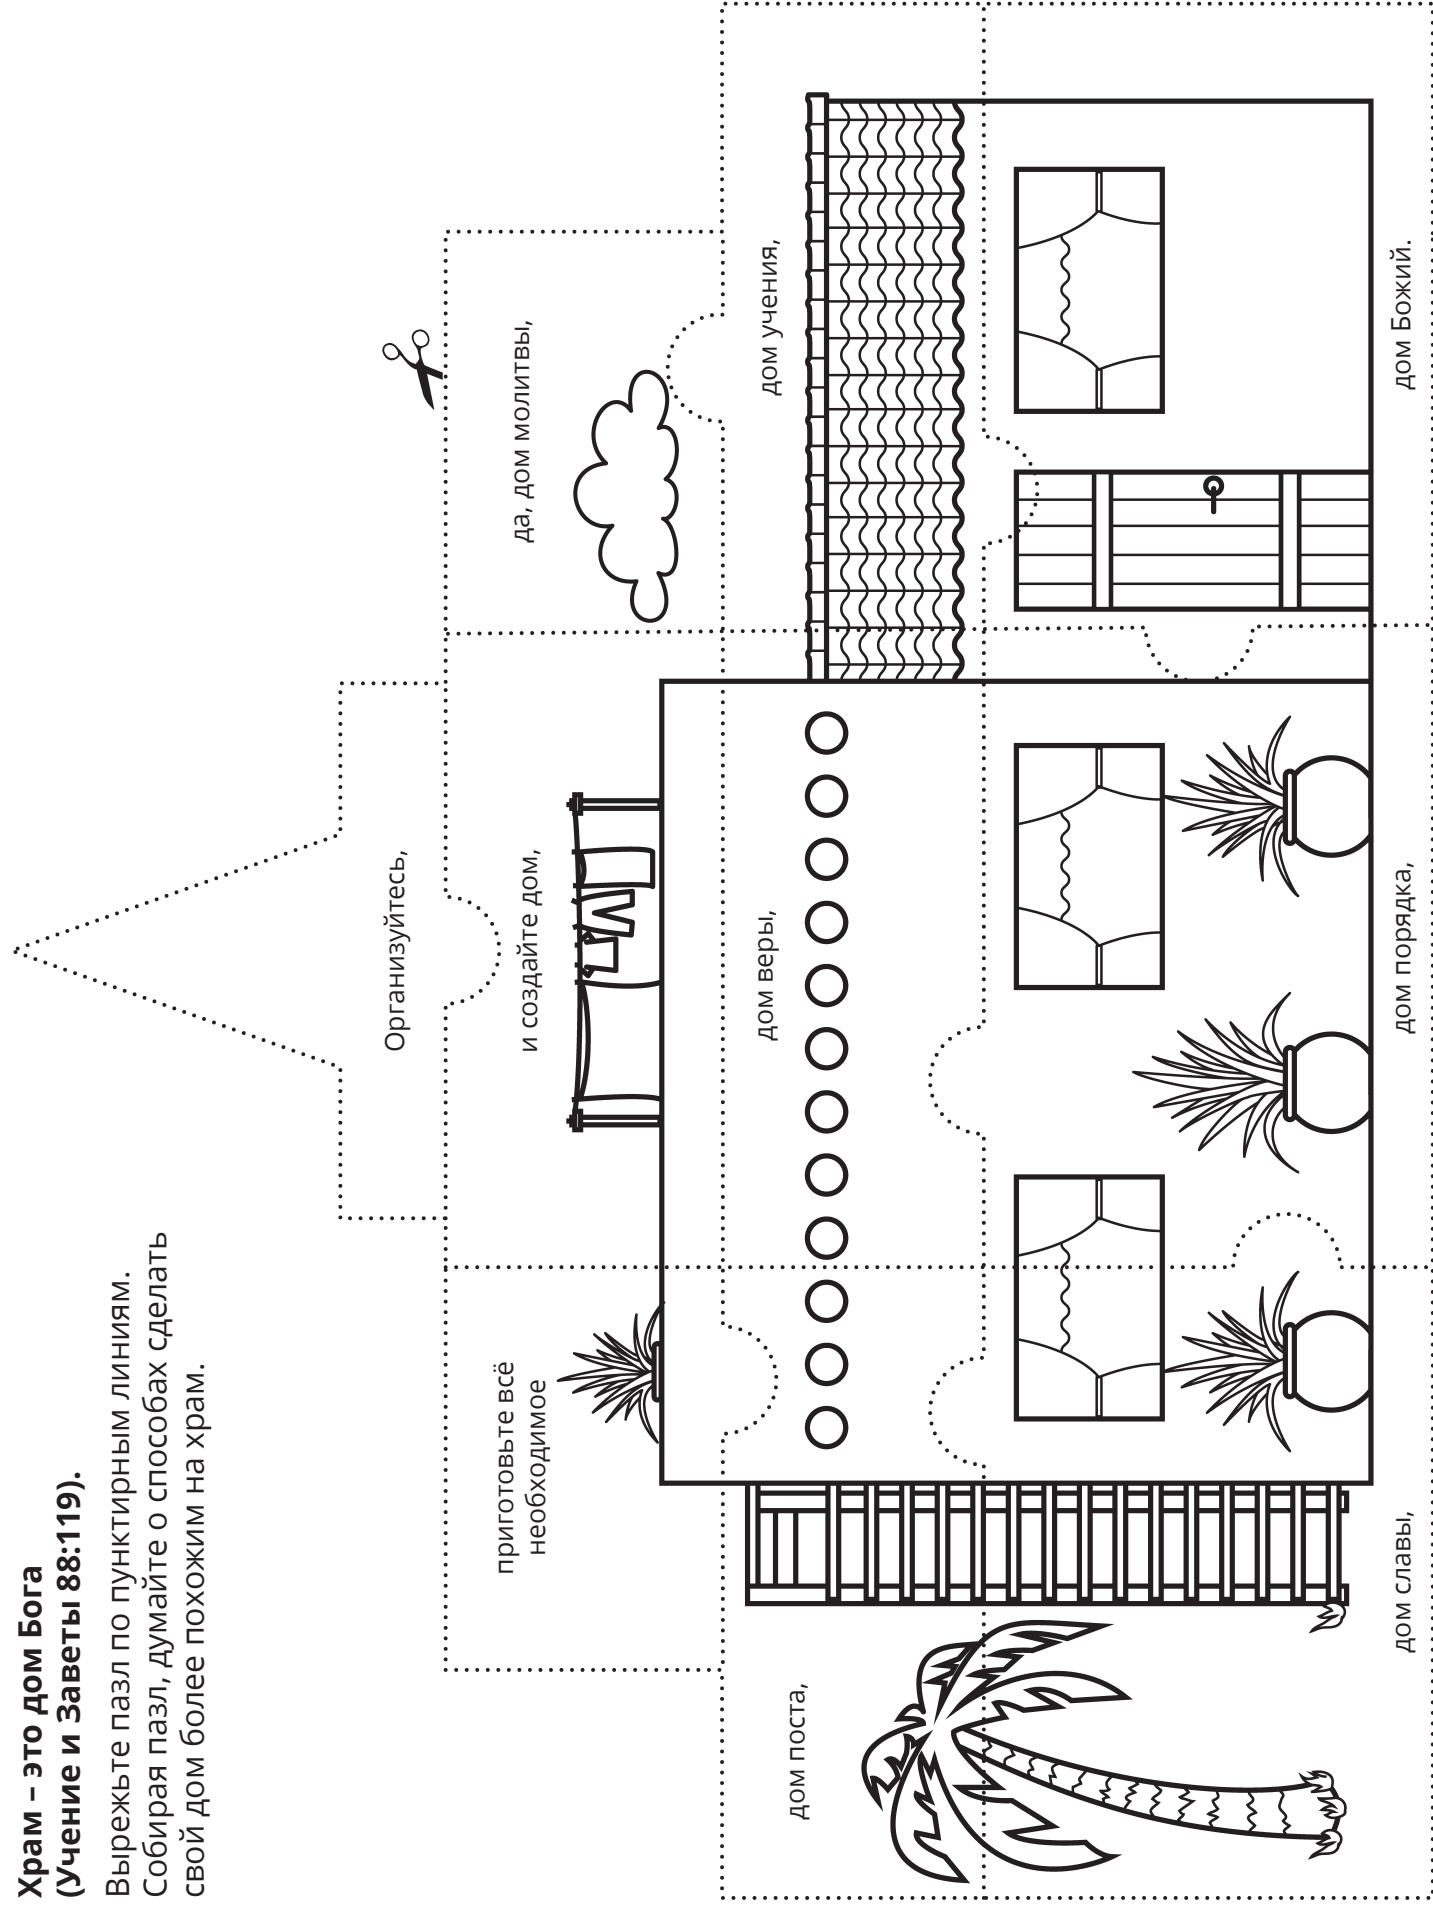 Храм – это дом Бога
(Учение и Заветы 88:119).
Вырежьте пазл по пунктирным линиям.
Собирая пазл, думайте о способах сделать
свой дом более похожим на храм.
Организуйтесь,
приготовьте всё
необходимое
и создайте дом,
да, дом молитвы,
дом поста,
дом веры,
дом учения,
дом славы,
дом порядка,
дом Божий.